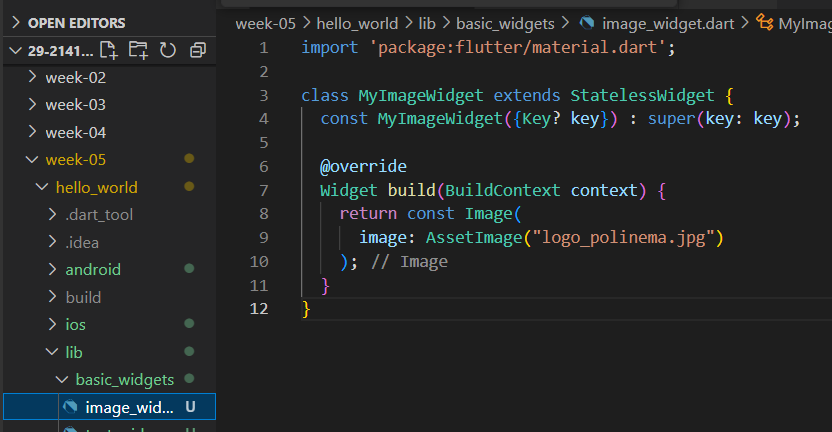 OPEN EDITORS
29-2141...
week-02
week-03
week-04
week-05
hello_world
.dart_tool
.idea
android
build
ios
lib
basic_widgets
image_wid... U
week-05 > hello_world > lib > basic_widgets > image_widget.dart > MyImag
1 import 'package:flutter/material.dart';
2
3 class MyImageWidget extends StatelessWidget {
4   const MyImageWidget({Key? key}) : super(key: key);
5
6   @override
7   Widget build(BuildContext context) {
8     return const Image(
9       image: AssetImage("logo_polinema.jpg")
10     ); // Image
11   }
12 }